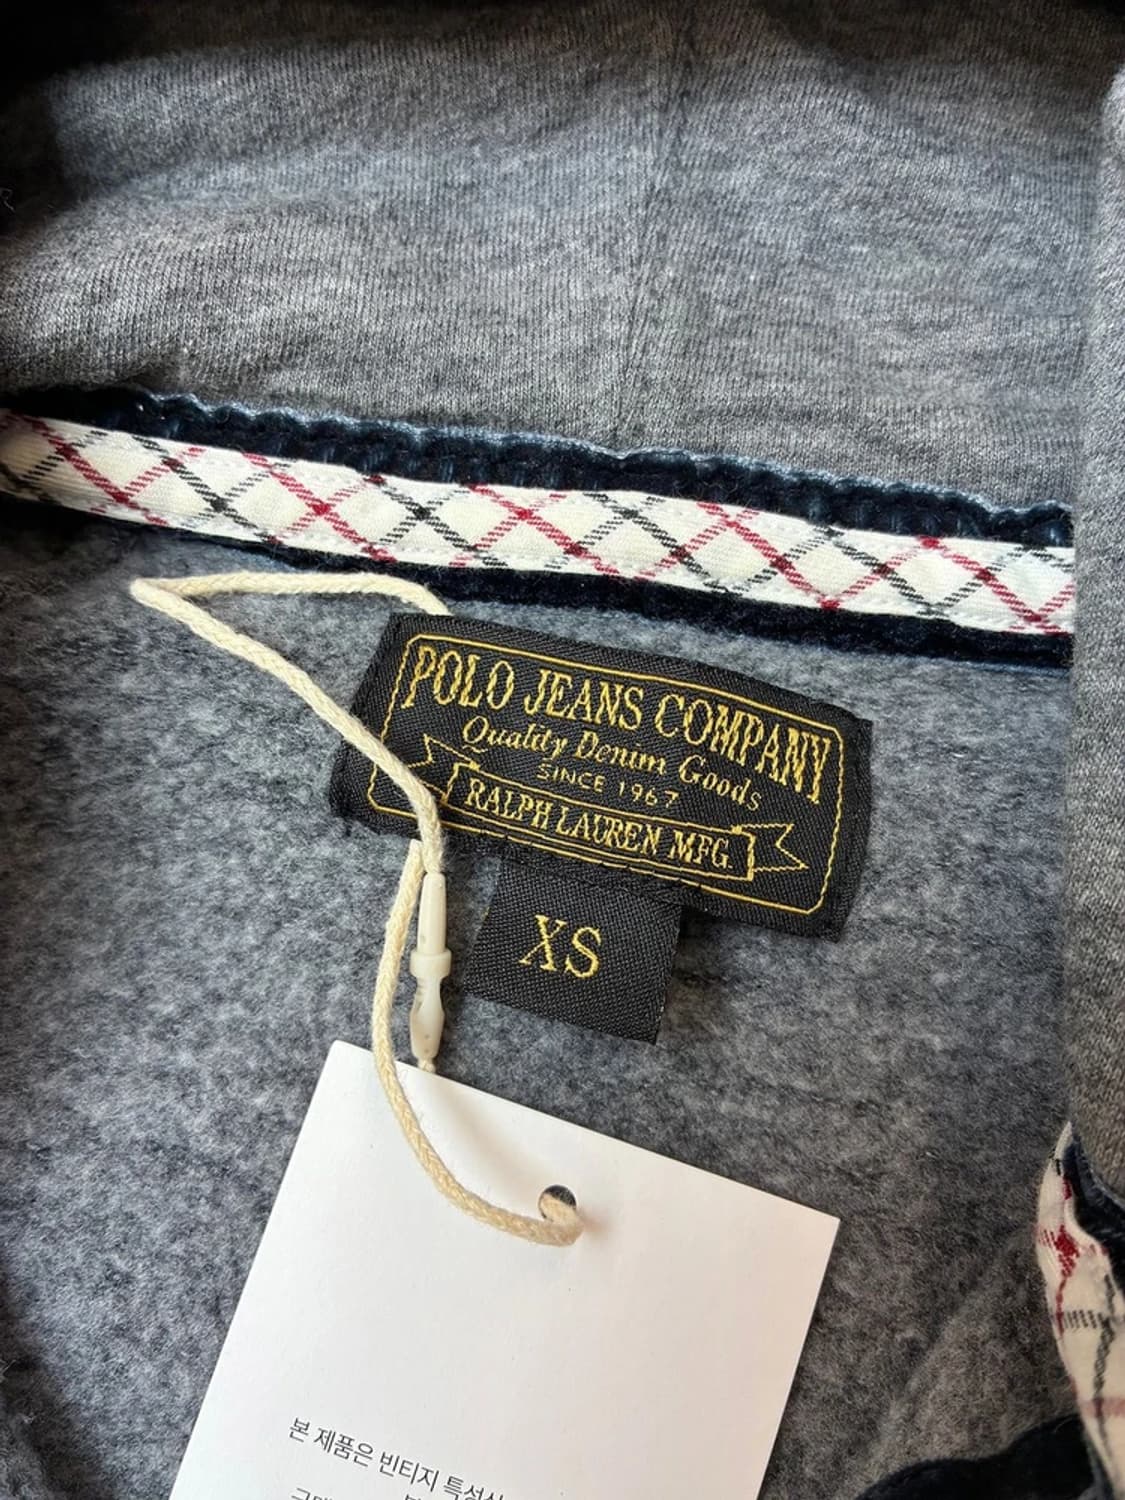 POLO JEANS COMPANY
Quality Denim Goods
SINCE 1967
RALPH LAUREN MFG.
XS
본 제품은 빈티지 특성상